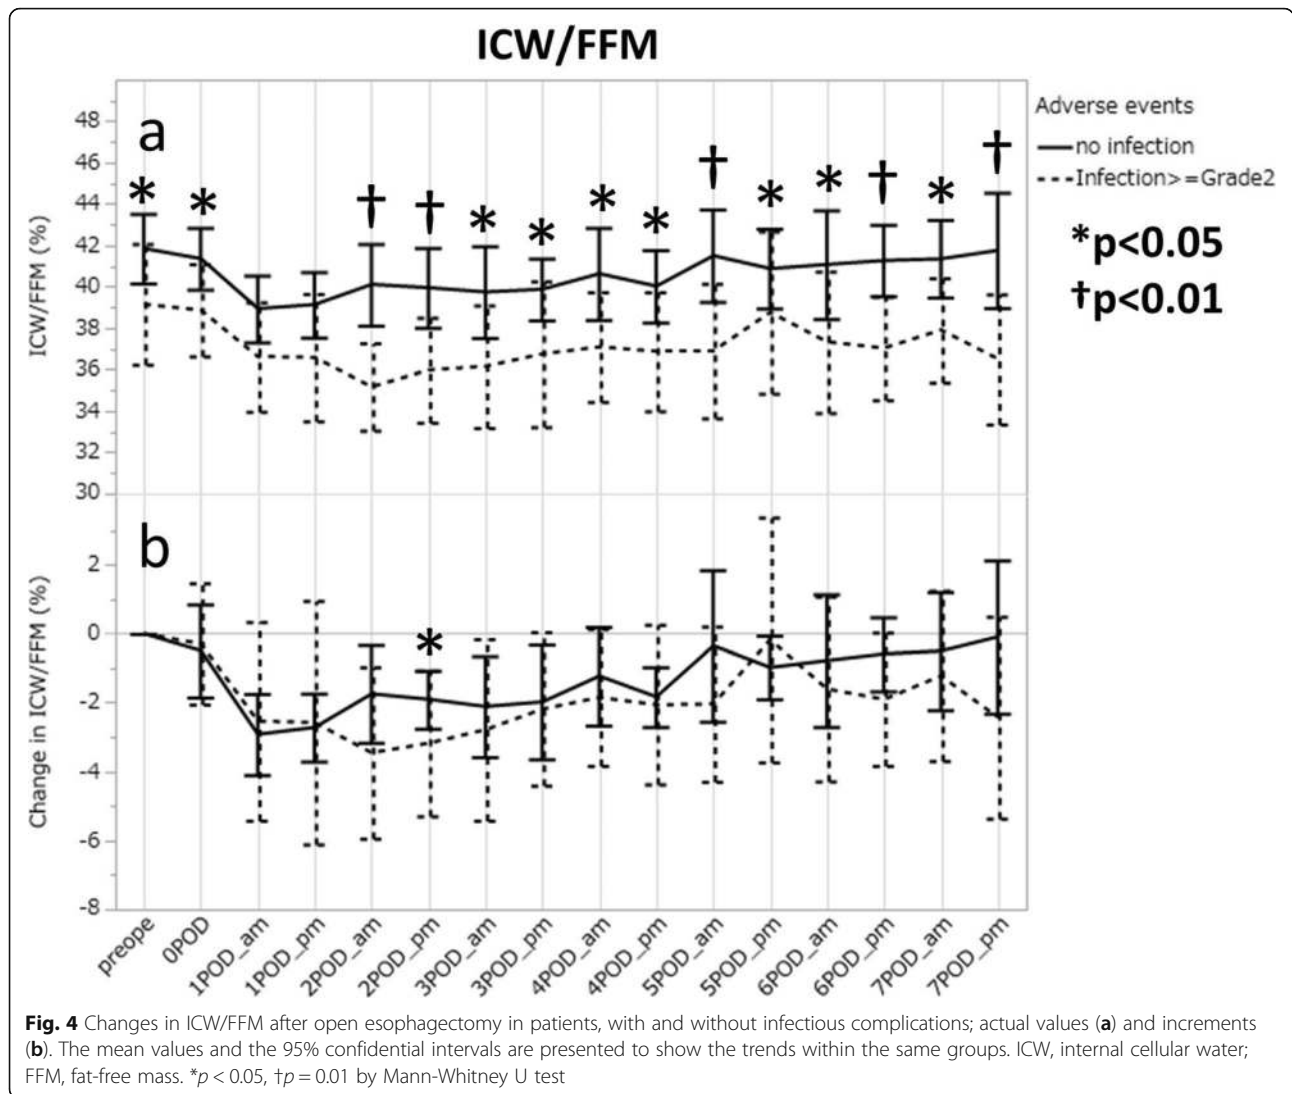 ICW/FFM
a
* * † † * * * * † * * † * †
ICW/FFM (%)
48
46
44
42
40
38
36
34
32
30
Adverse events
no infection
Infection>=Grade2
*p<0.05
†p<0.01
b
*
Change in ICW/FFM (%)
2
0
-2
-4
-6
-8
preope
0POD
1POD_am
1POD_pm
2POD_am
2POD_pm
3POD_am
3POD_pm
4POD_am
4POD_pm
5POD_am
5POD_pm
6POD_am
6POD_pm
7POD_am
7POD_pm
Fig. 4 Changes in ICW/FFM after open esophagectomy in patients, with and without infectious complications; actual values (a) and increments
(b). The mean values and the 95% confidential intervals are presented to show the trends within the same groups. ICW, internal cellular water;
FFM, fat-free mass. *p < 0.05, †p = 0.01 by Mann-Whitney U test